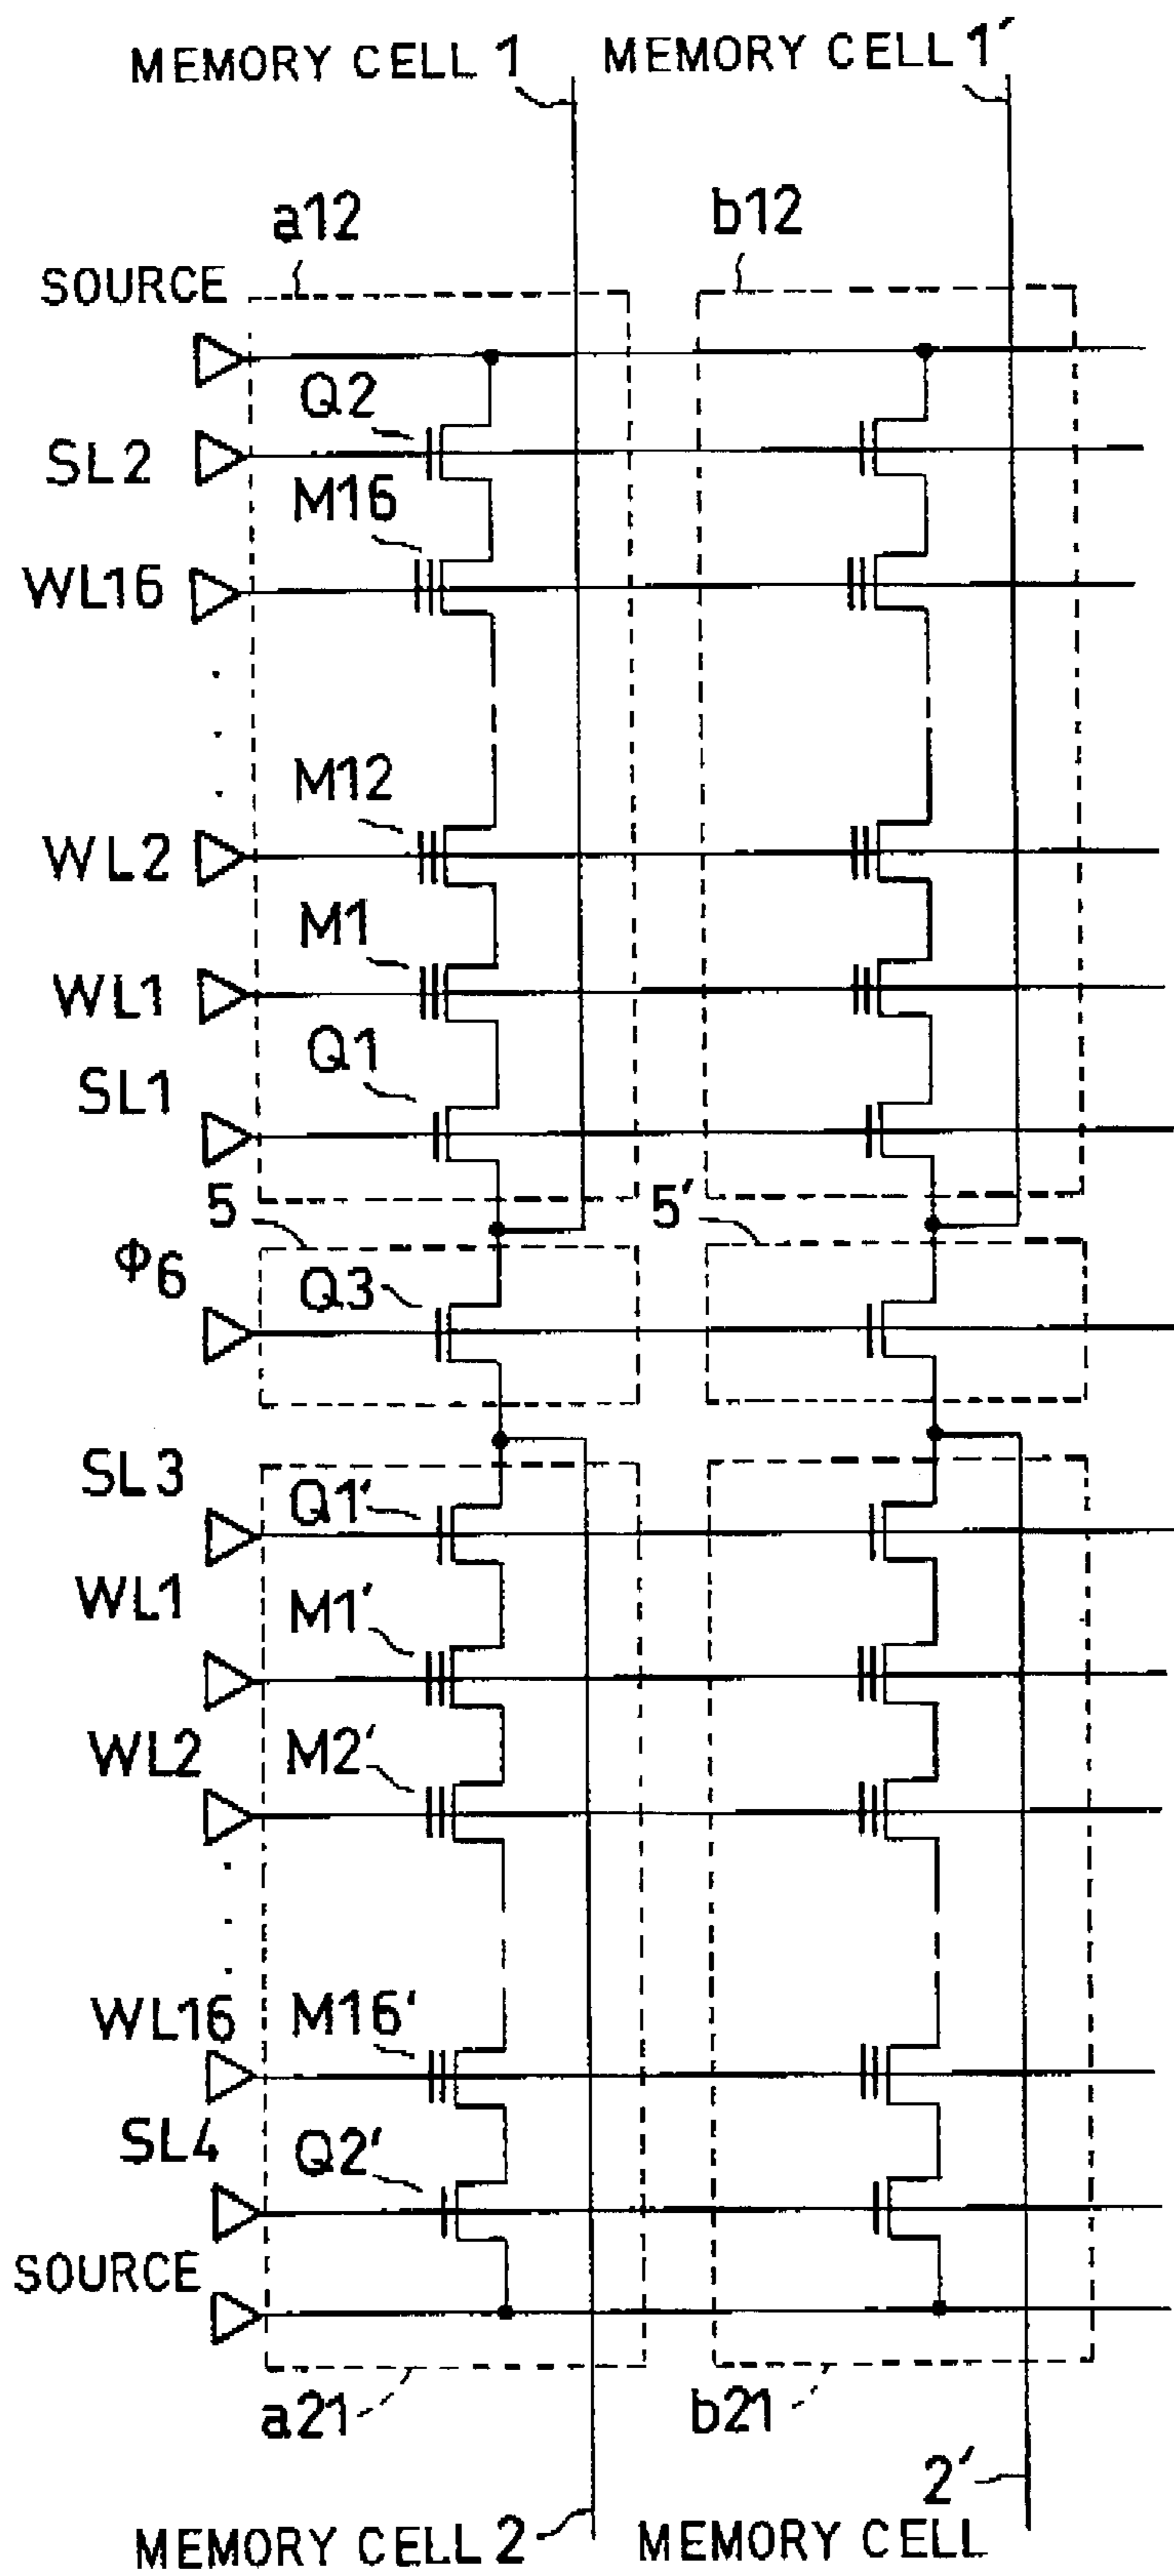 MEMORY CELL 1
MEMORY CELL 1′
a12
b12
SOURCE
Q2
SL2
M16
WL16
M12
WL2
M1
WL1
Q1
SL1
5
5′
Φ6
Q3
SL3
Q1′
WL1
M1′
WL2
M2′
WL16
M16′
SL4
Q2′
SOURCE
a21
b21
2′
MEMORY CELL 2
MEMORY CELL